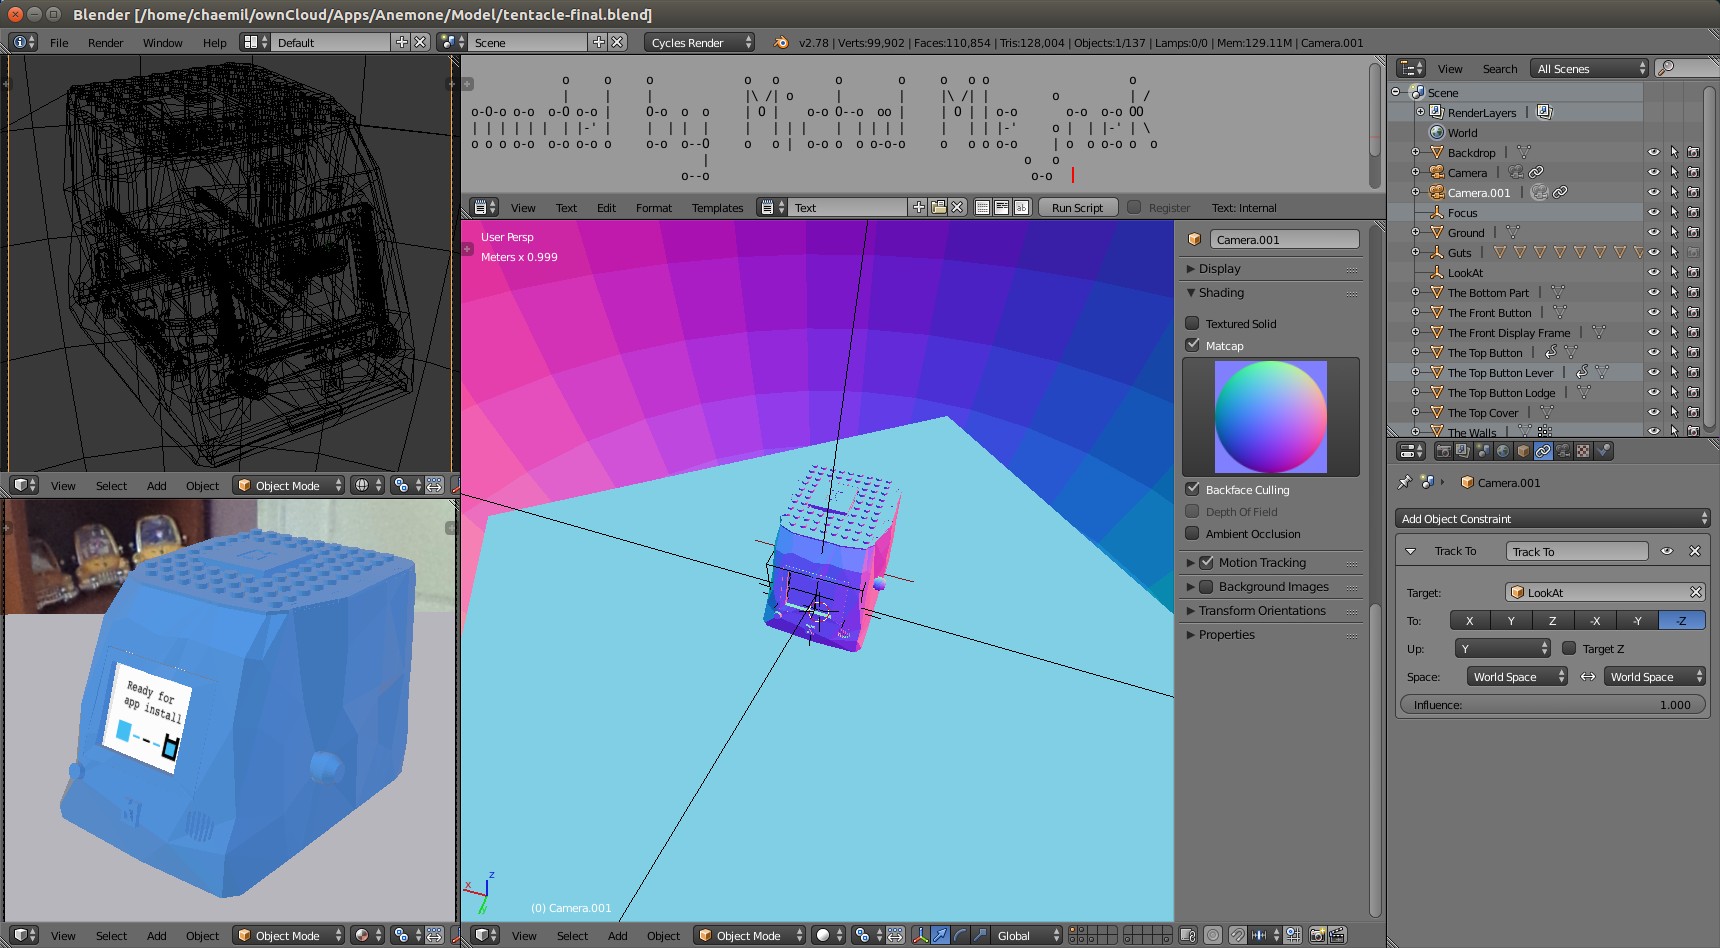 Blender [/home/chaemil/ownCloud/Apps/Anemone/Model/tentacle-final.blend]
File Render Window Help Default Scene Cycles Render v2.78 | Verts:99,902 | Faces:110,854 | Tris:128,004 | Objects:1/137 | Lamps:0/0 | Mem:129.11M | Camera.001
View Text Edit Format Templates Text Run Script Register Text: Internal
View Search All Scenes
Scene
RenderLayers
World
Backdrop
Camera
Camera.001
Focus
Ground
Guts
LookAt
The Bottom Part
The Front Button
The Front Display Frame
The Top Button
The Top Button Lever
The Top Button Lodge
The Top Cover
The Walls
User Persp
Meters x 0.999
Camera.001
Display
Shading
Textured Solid
Matcap
Backface Culling
Depth Of Field
Ambient Occlusion
Motion Tracking
Background Images
Transform Orientations
Properties
Camera.001
Add Object Constraint
Track To Track To
Target: LookAt
To: X Y Z -X -Y -Z
Up: Y Target Z
Space: World Space World Space
Influence: 1.000
View Select Add Object Object Mode
Ready for
app install
x z
(0) Camera.001
View Select Add Object Object Mode
View Select Add Object Object Mode Global